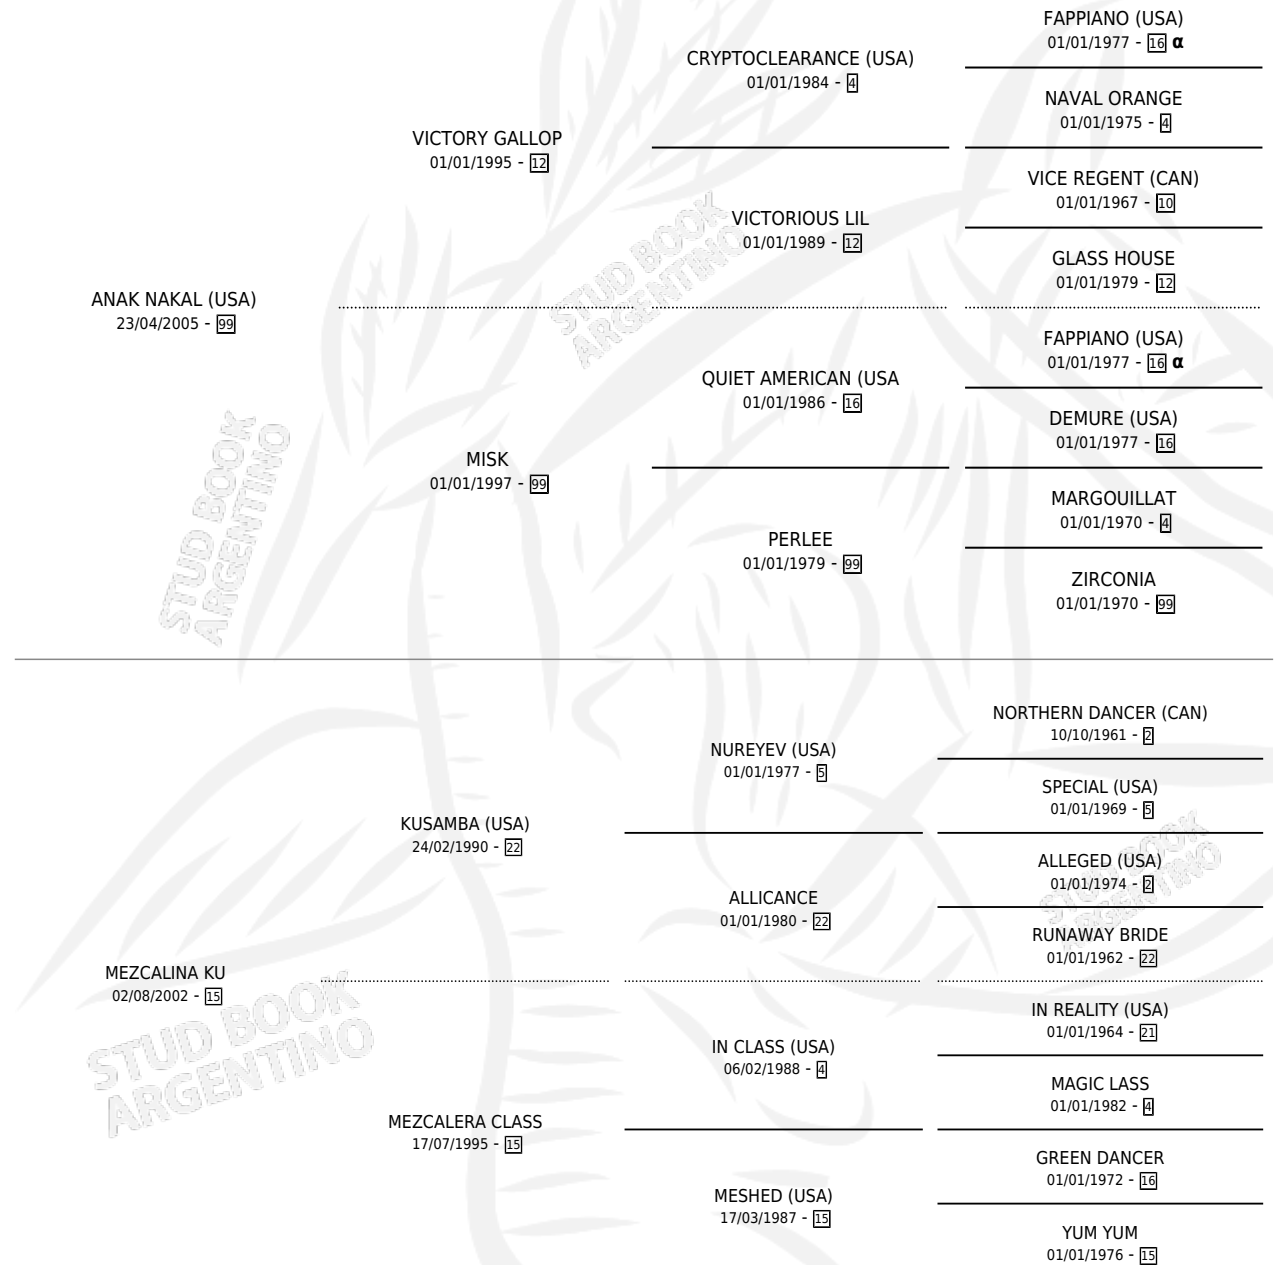 FAPPIANO (USA)
01/01/1977 - 16 α
CRYPTOCLEARANCE (USA)
01/01/1984 - 4
NAVAL ORANGE
01/01/1975 - 4
VICTORY GALLOP
01/01/1995 - 12
VICE REGENT (CAN)
01/01/1967 - 10
VICTORIOUS LIL
01/01/1989 - 12
GLASS HOUSE
01/01/1979 - 12
ANAK NAKAL (USA)
23/04/2005 - 99
FAPPIANO (USA)
01/01/1977 - 16 α
QUIET AMERICAN (USA
01/01/1986 - 16
DEMURE (USA)
01/01/1977 - 16
MISK
01/01/1997 - 99
MARGOUILLAT
01/01/1970 - 4
PERLEE
01/01/1979 - 99
ZIRCONIA
01/01/1970 - 99
NORTHERN DANCER (CAN)
10/10/1961 - 2
NUREYEV (USA)
01/01/1977 - 5
SPECIAL (USA)
01/01/1969 - 5
KUSAMBA (USA)
24/02/1990 - 22
ALLEGED (USA)
01/01/1974 - 2
ALLICANCE
01/01/1980 - 22
RUNAWAY BRIDE
01/01/1962 - 22
MEZCALINA KU
02/08/2002 - 15
IN REALITY (USA)
01/01/1964 - 21
IN CLASS (USA)
06/02/1988 - 4
MAGIC LASS
01/01/1982 - 4
MEZCALERA CLASS
17/07/1995 - 15
GREEN DANCER
01/01/1972 - 16
MESHED (USA)
17/03/1987 - 15
YUM YUM
01/01/1976 - 15
STUD BOOK
ARGENTINO
STUD BOOK
ARGENTINO
STUD BOOK
ARGENTINO
STUD BOOK
ARGENTINO